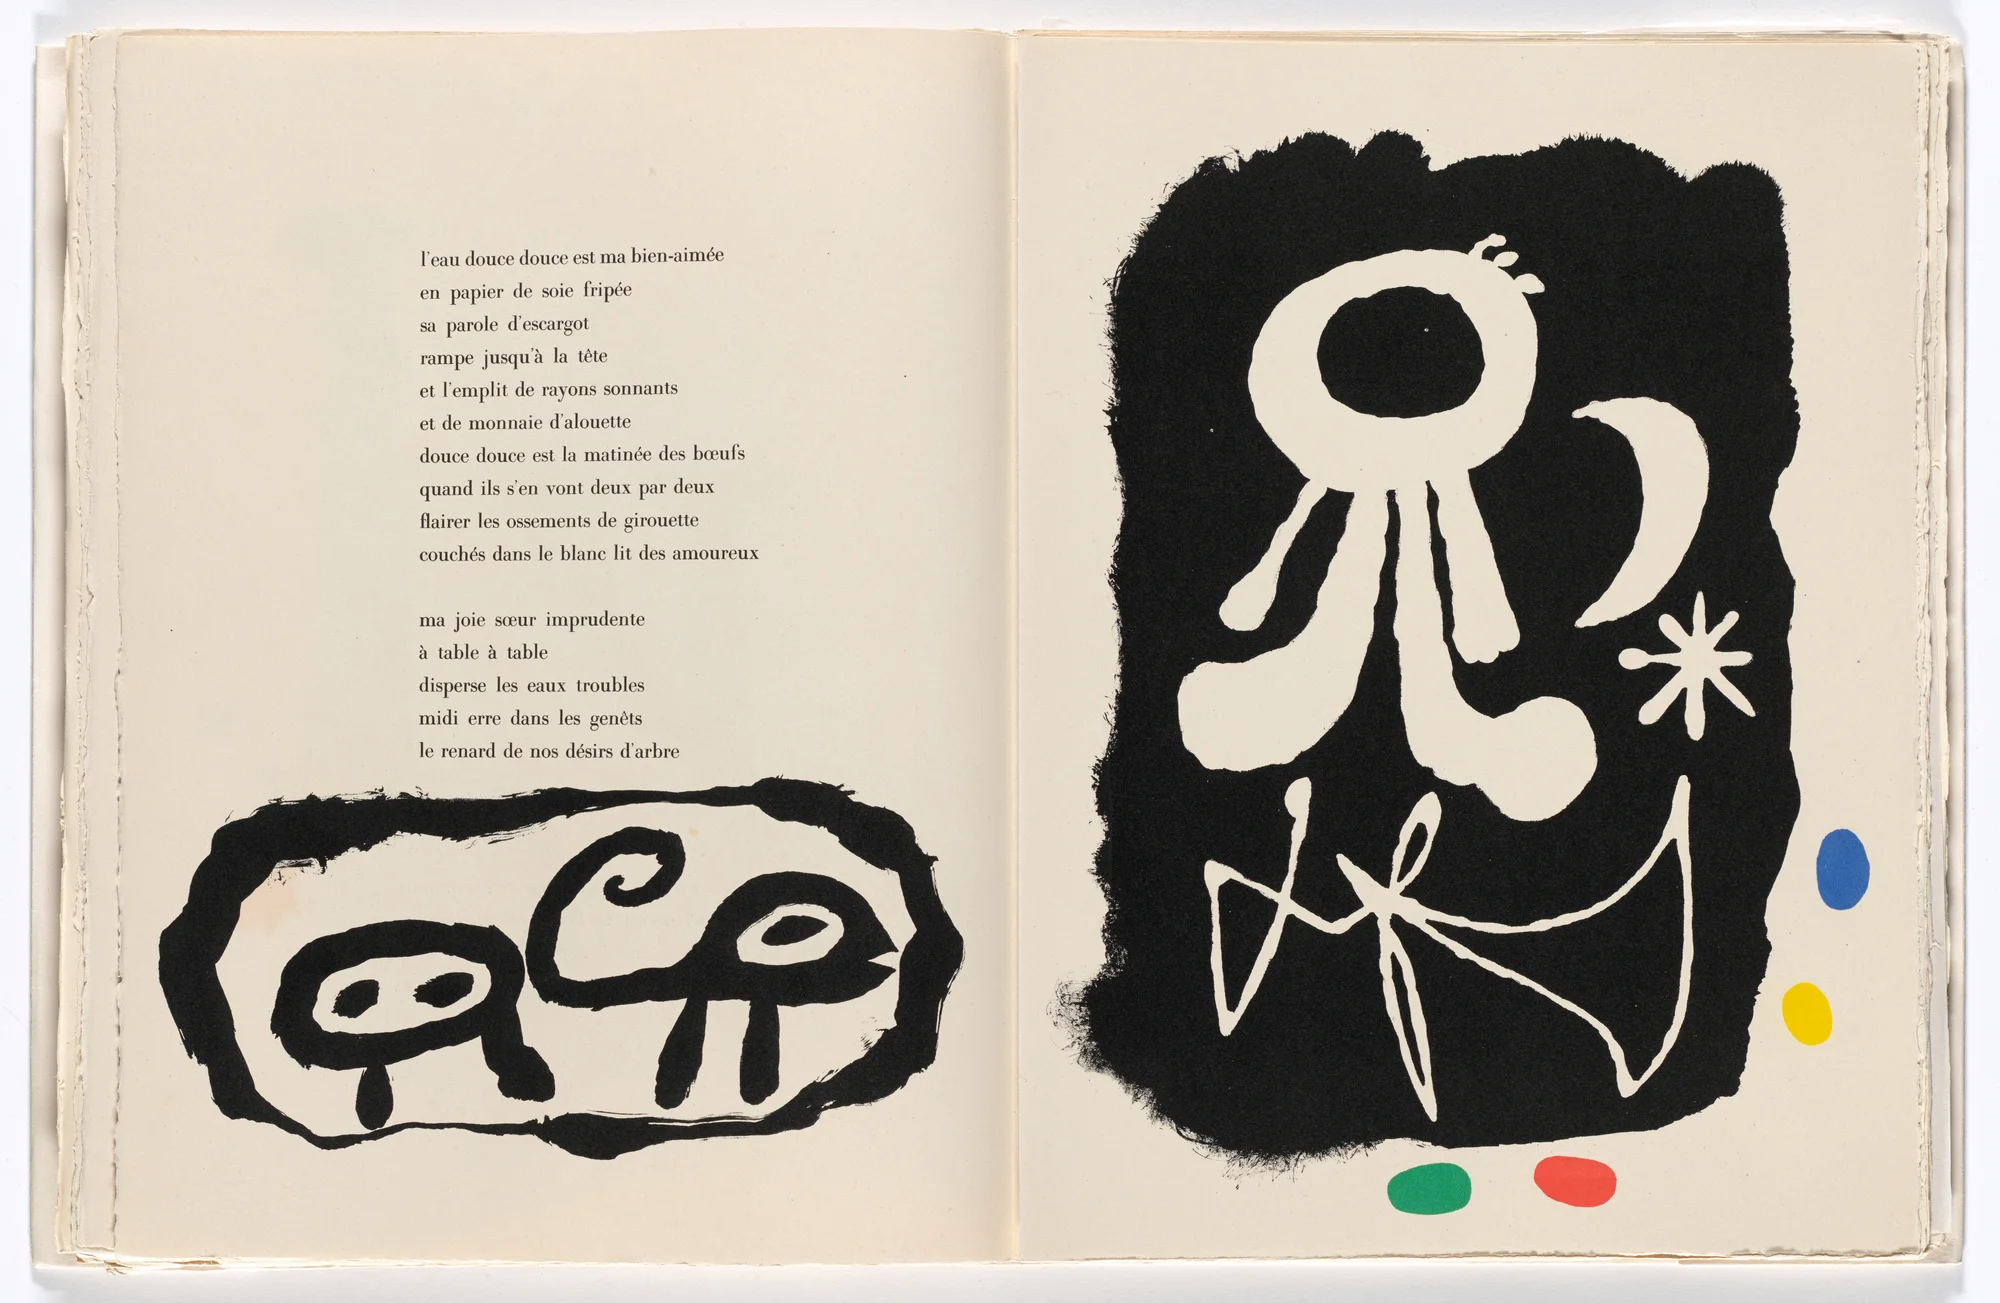 l'eau douce douce est ma bien-aimée
en papier de soie fripée
sa parole d'escargot
rampe jusqu'à la tête
et l'emplit de rayons sonnants
et de monnaie d'alouette
douce douce est la matinée des bœufs
quand ils s'en vont deux par deux
flairer les ossements de girouette
couchés dans le blanc lit des amoureux
ma joie sœur imprudente
à table à table
disperse les eaux troubles
midi erre dans les genêts
le renard de nos désirs d'arbre